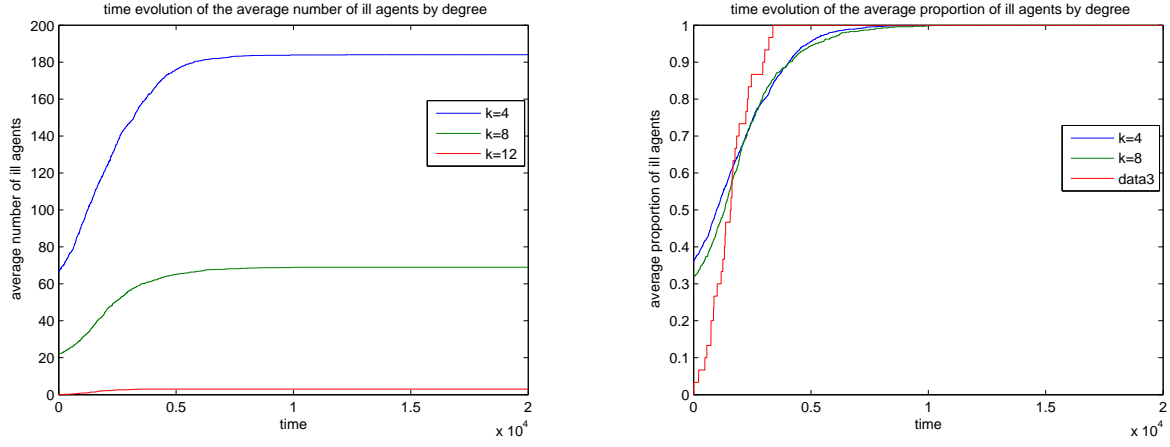 time evolution of the average number of ill agents by degree
200
180
160
140
120
100
80
60
40
20
0
average number of ill agents
k=4
k=8
k=12
0
0.5
1
1.5
2
time
x 10^4
time evolution of the average proportion of ill agents by degree
1
0.9
0.8
0.7
0.6
0.5
0.4
0.3
0.2
0.1
0
average proportion of ill agents
k=4
k=8
data3
0
0.5
1
1.5
2
time
x 10^4